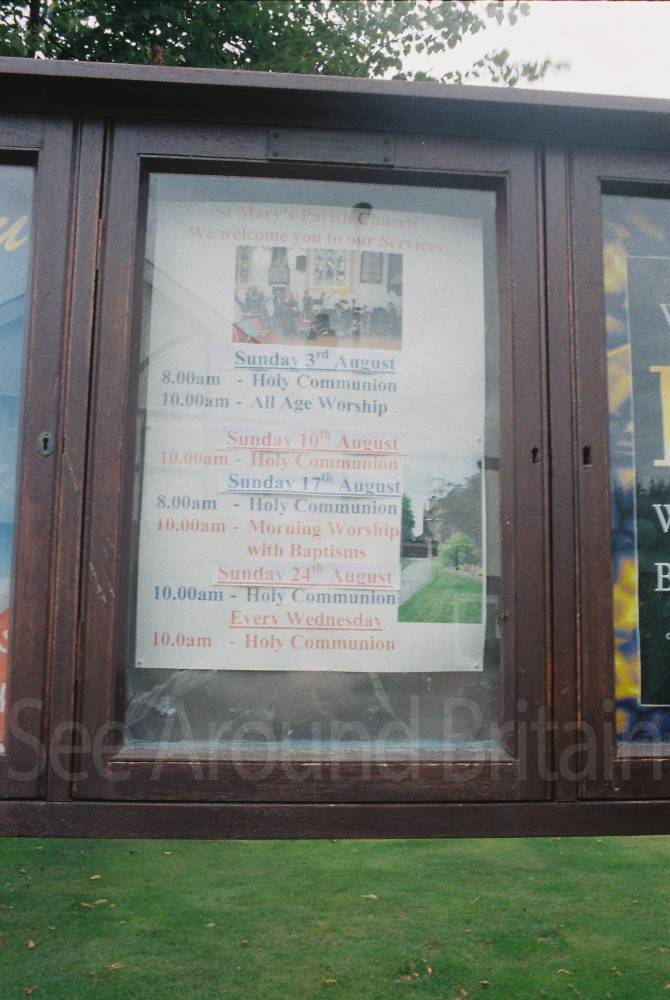 St Mary's Parish Church
We welcome you to our Services
Sunday 3rd August
8.00am - Holy Communion
10.00am - All Age Worship
Sunday 10th August
10.00am - Holy Communion
Sunday 17th August
8.00am - Holy Communion
10.00am - Morning Worship
with Baptisms
Sunday 24th August
10.00am - Holy Communion
Every Wednesday
10.0am - Holy Communion
See Around Britain